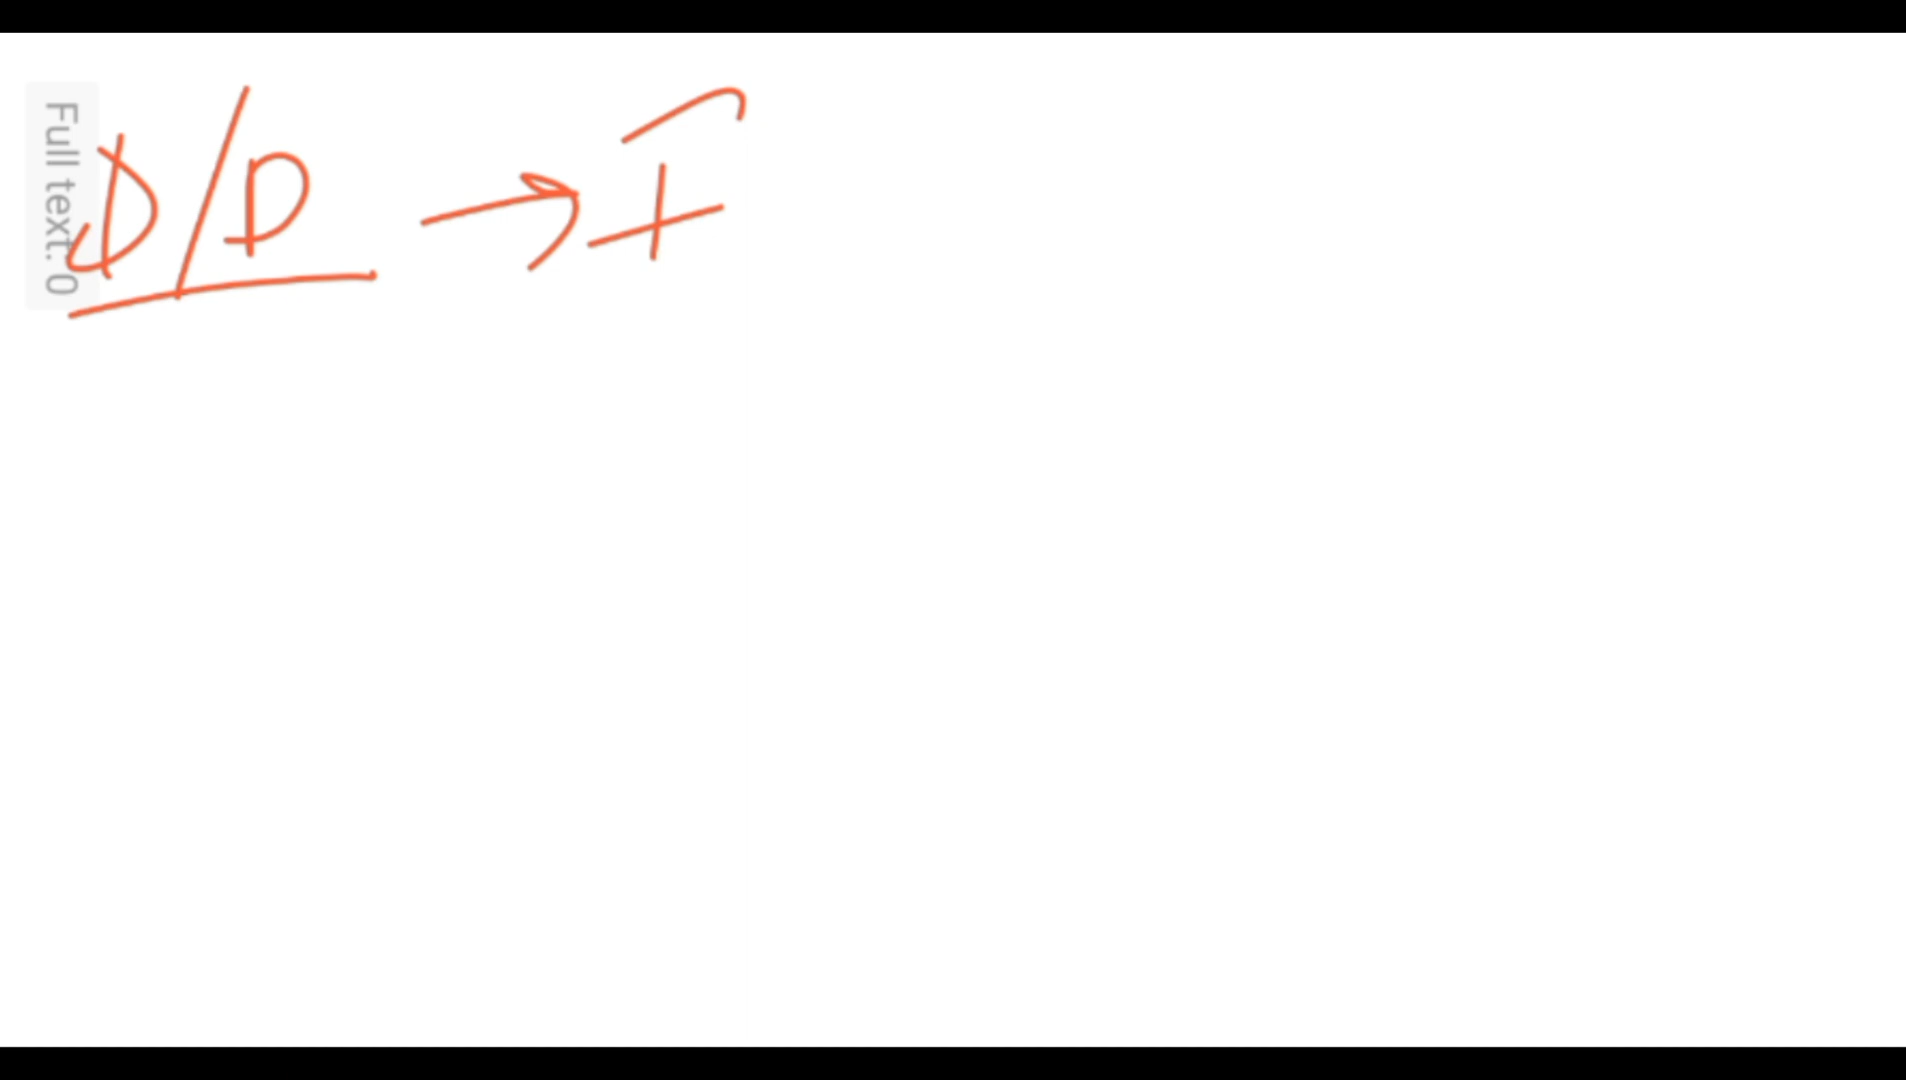 Full text: 0
D/D → I